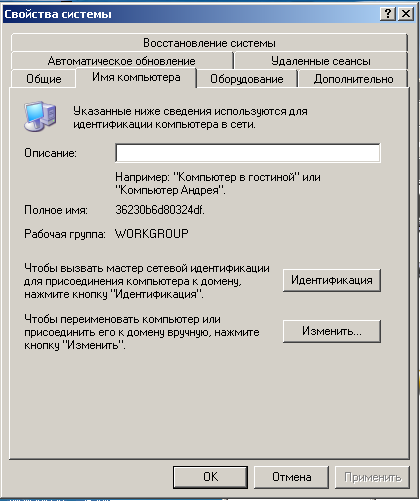 Свойства системы
Восстановление системы
Автоматическое обновление Удаленные сеансы
Общие Имя компьютера Оборудование Дополнительно
Указанные ниже сведения используются для
идентификации компьютера в сети.
Описание:
Например: "Компьютер в гостиной" или
"Компьютер Андрея".
Полное имя: 36230b6d80324df.
Рабочая группа: WORKGROUP
Чтобы вызвать мастер сетевой идентификации
для присоединения компьютера к домену,
нажмите кнопку "Идентификация".
Идентификация
Чтобы переименовать компьютер или
присоединить его к домену вручную, нажмите
кнопку "Изменить".
Изменить...
OK Отмена Применить